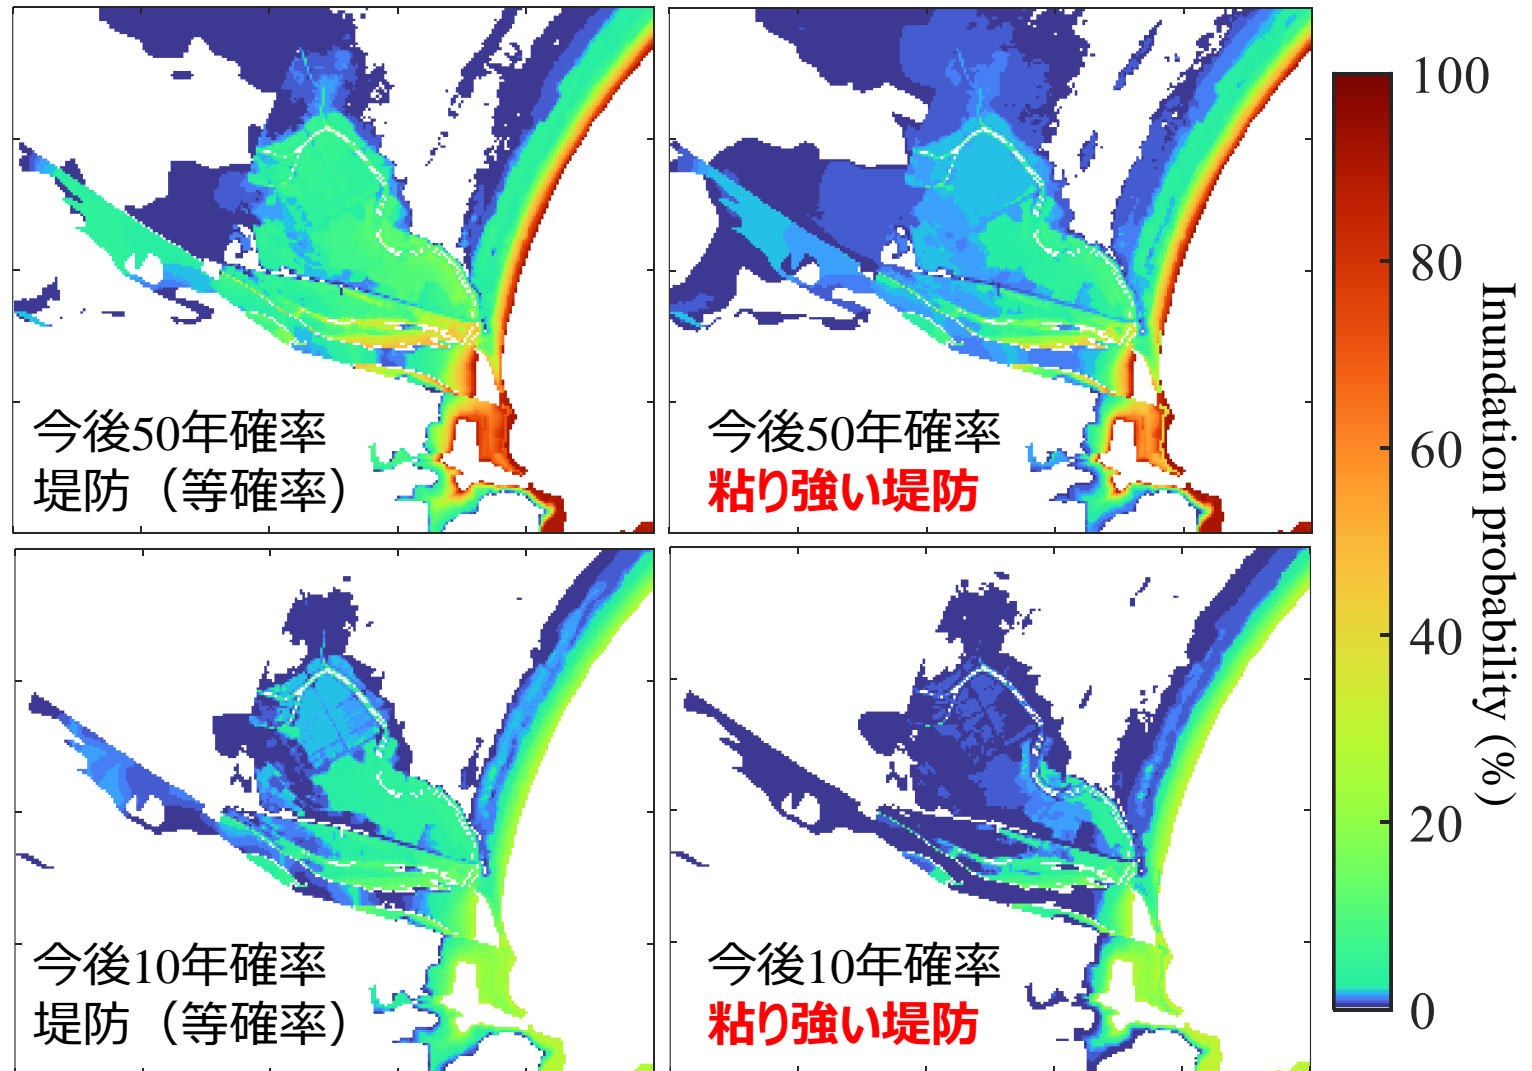 今後50年確率
堤防（等確率）
今後50年確率
粘り強い堤防
今後10年確率
堤防（等確率）
今後10年確率
粘り強い堤防
100
80
60
40
20
0
Inundation probability (%)